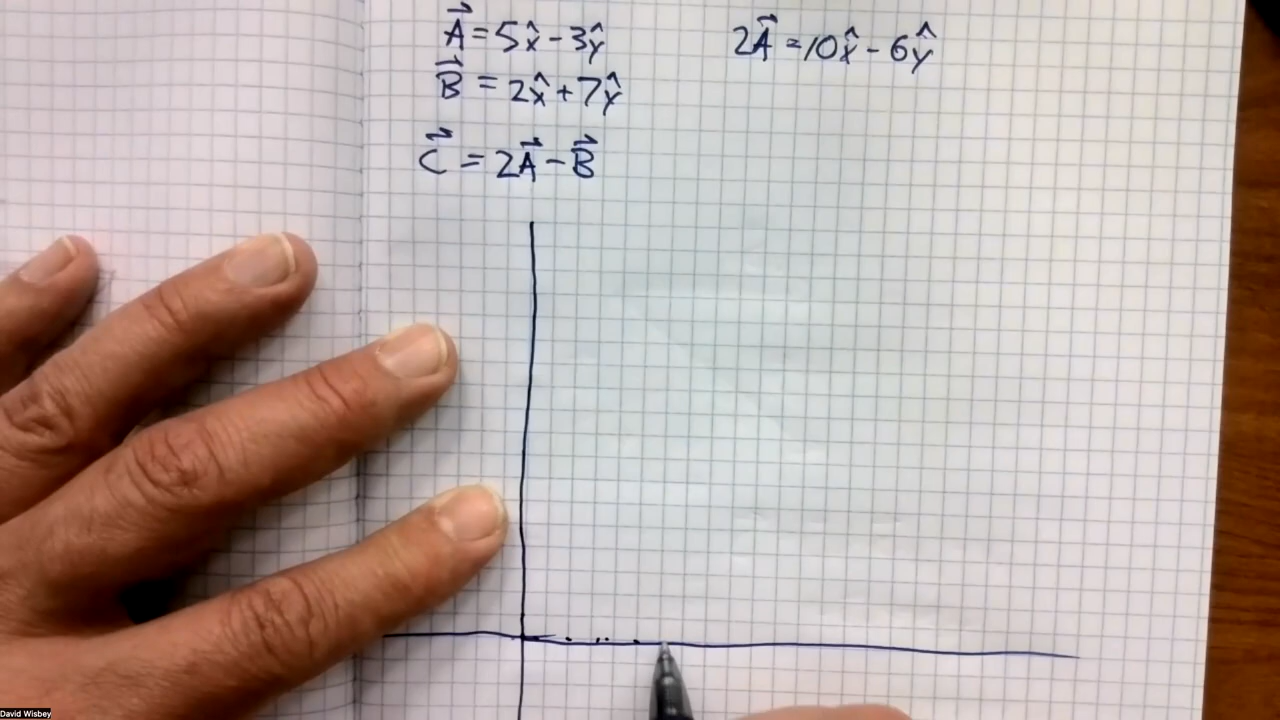 A⃗ = 5x̂ - 3ŷ
2A⃗ = 10x̂ - 6ŷ
B⃗ = 2x̂ + 7ŷ
C⃗ = 2A⃗ - B⃗
David Wisbey